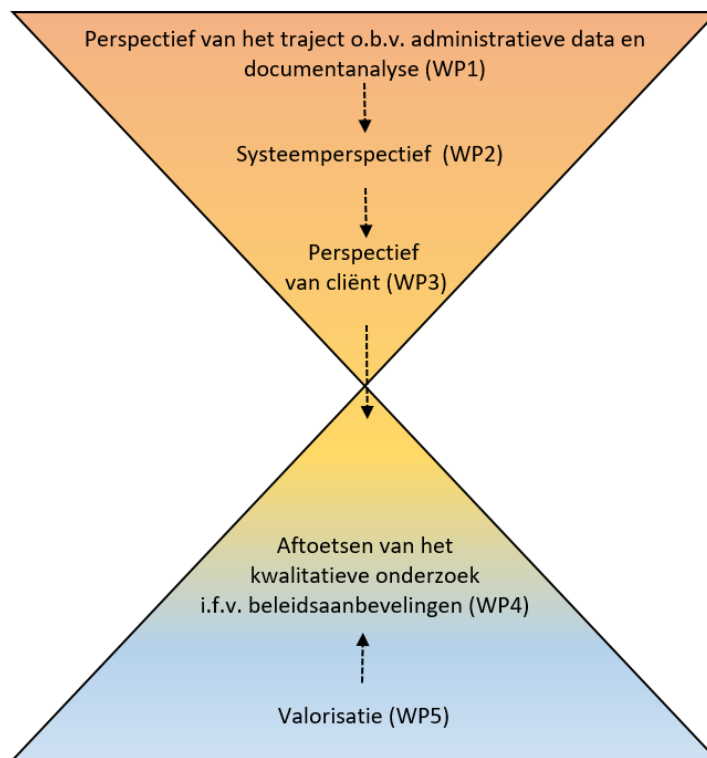 Perspectief van het traject o.b.v. administratieve data en
documentanalyse (WP1)
Systeemperspectief (WP2)
Perspectief
van cliënt (WP3)
Aftoetsen van het
kwalitatieve onderzoek
i.f.v. beleidsaanbevelingen (WP4)
Valorisatie (WP5)